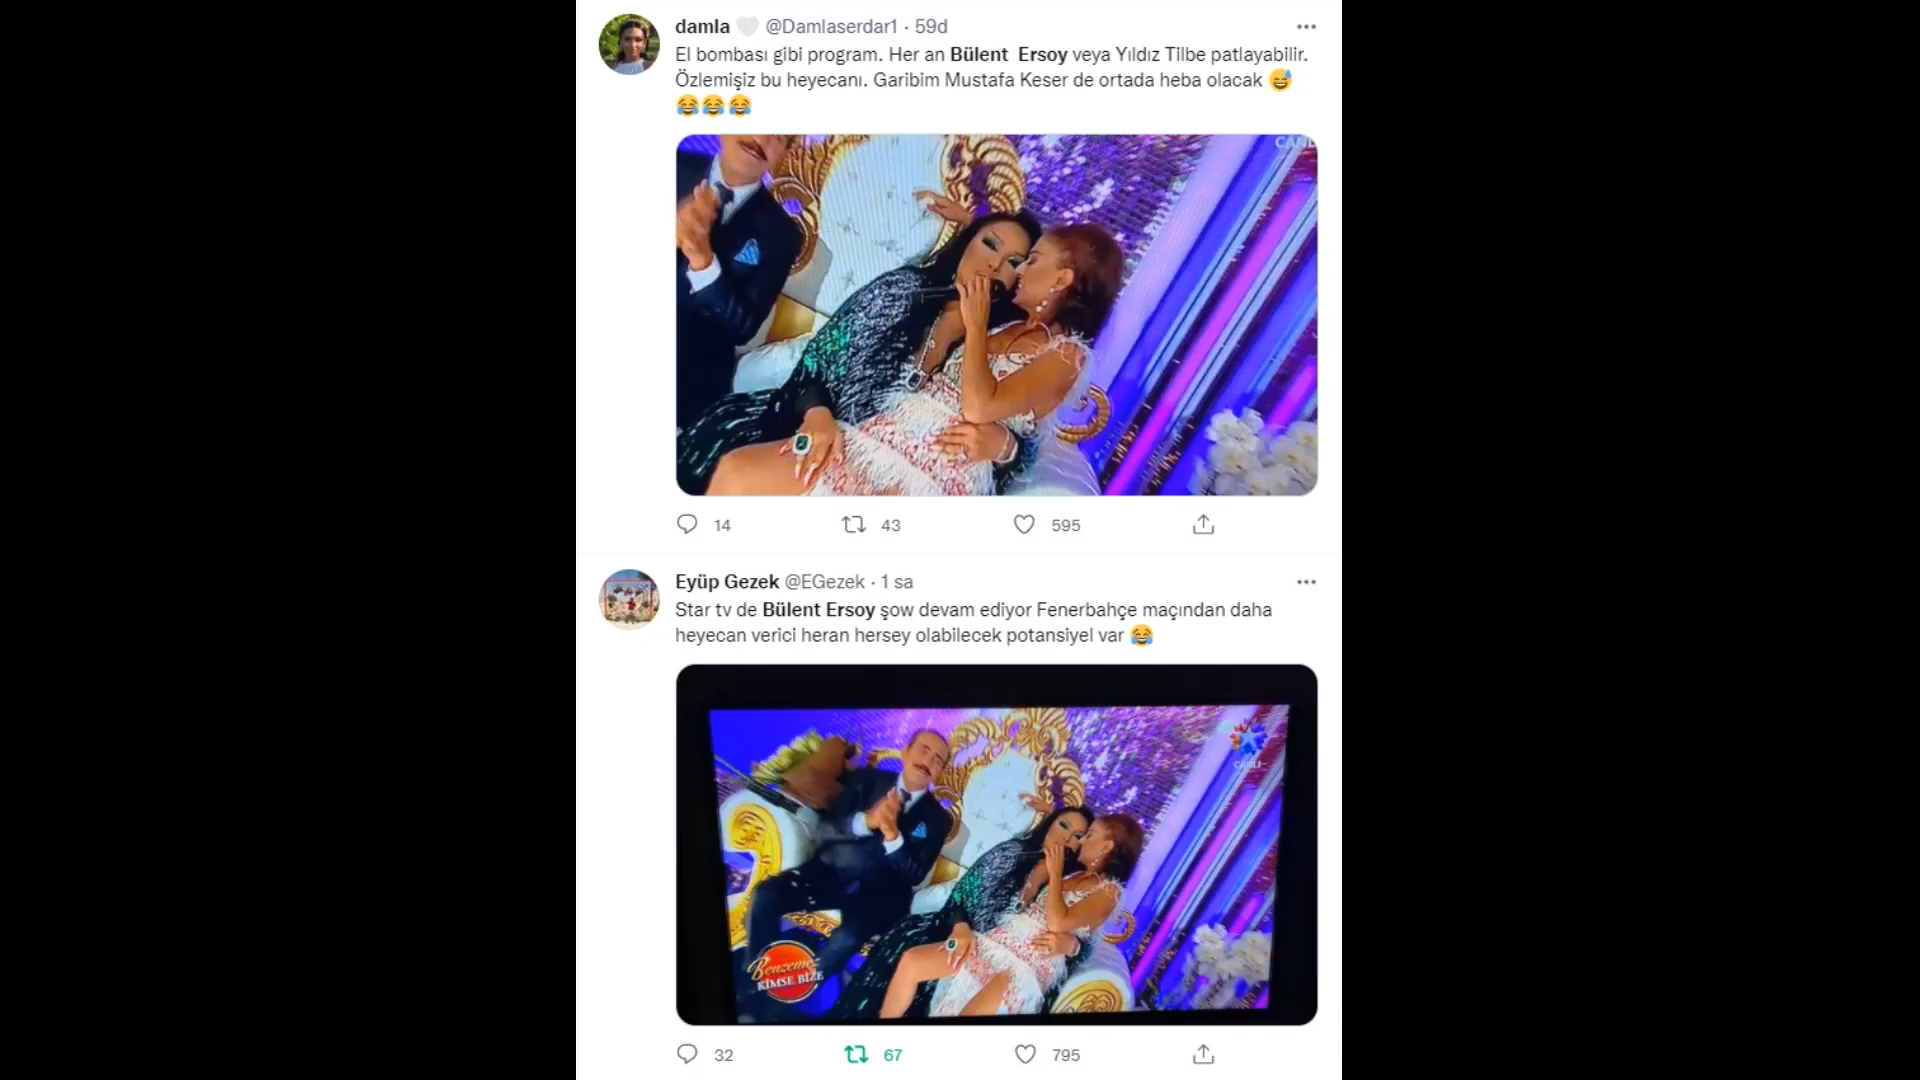 damla 🤍 @Damlaserdar1 · 59d
El bombası gibi program. Her an Bülent Ersoy veya Yıldız Tilbe patlayabilir.
Özlemişiz bu heyecanı. Garibim Mustafa Keser de ortada heba olacak 😅
😂😂😂
CANLI
14 43 595
Eyüp Gezek @EGezek · 1 sa
Star tv de Bülent Ersoy şow devam ediyor Fenerbahçe maçından daha
heyecan verici heran hersey olabilecek potansiyel var 😂
CANLI
Benzemez
KİMSE BİZE
32 67 795